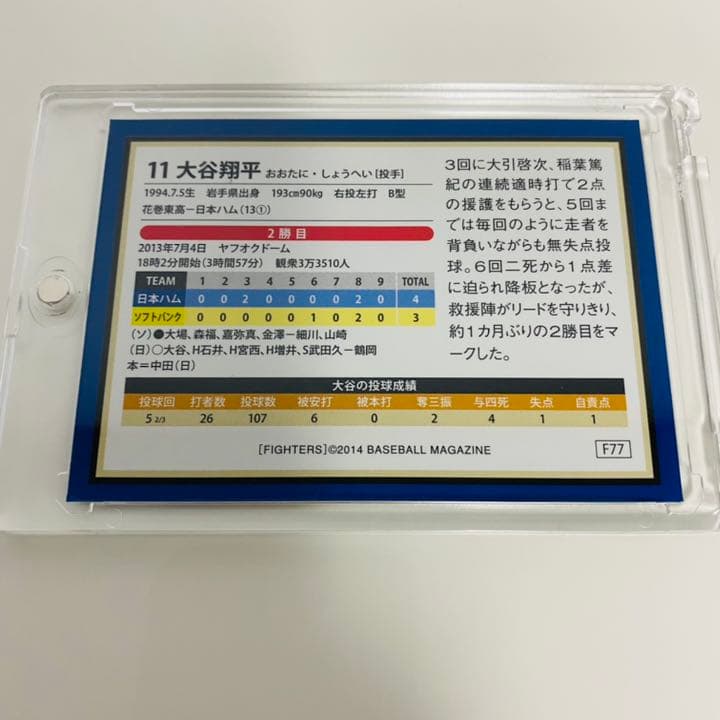 11 大谷翔平 おおたに・しょうへい [投手]
1994.7.5生 岩手県出身 193㎝90㎏ 右投左打 B型
花巻東高－日本ハム（13①）
2勝目
2013年7月4日 ヤフオクドーム
18時2分開始（3時間57分） 観衆3万3510人
TEAM 1 2 3 4 5 6 7 8 9 TOTAL
日本ハム 0 0 2 0 0 0 0 2 0 4
ソフトバンク 0 0 0 0 0 1 0 2 0 3
（ソ）●大場、森福、嘉弥真、金澤－細川、山崎
（日）○大谷、H石井、H宮西、H増井、S武田久－鶴岡
本＝中田（日）
3回に大引啓次、稲葉篤
紀の連続適時打で2点
の援護をもらうと、5回ま
では毎回のように走者を
背負いながらも無失点投
球。6回二死から1点差
に迫られ降板となったが、
救援陣がリードを守りきり、
約1カ月ぶりの2勝目をマ
ークした。
大谷の投球成績
投球回 打者数 投球数 被安打 被本打 奪三振 与四死 失点 自責点
5 2/3 26 107 6 0 2 4 1 1
[FIGHTERS]©2014 BASEBALL MAGAZINE
F77